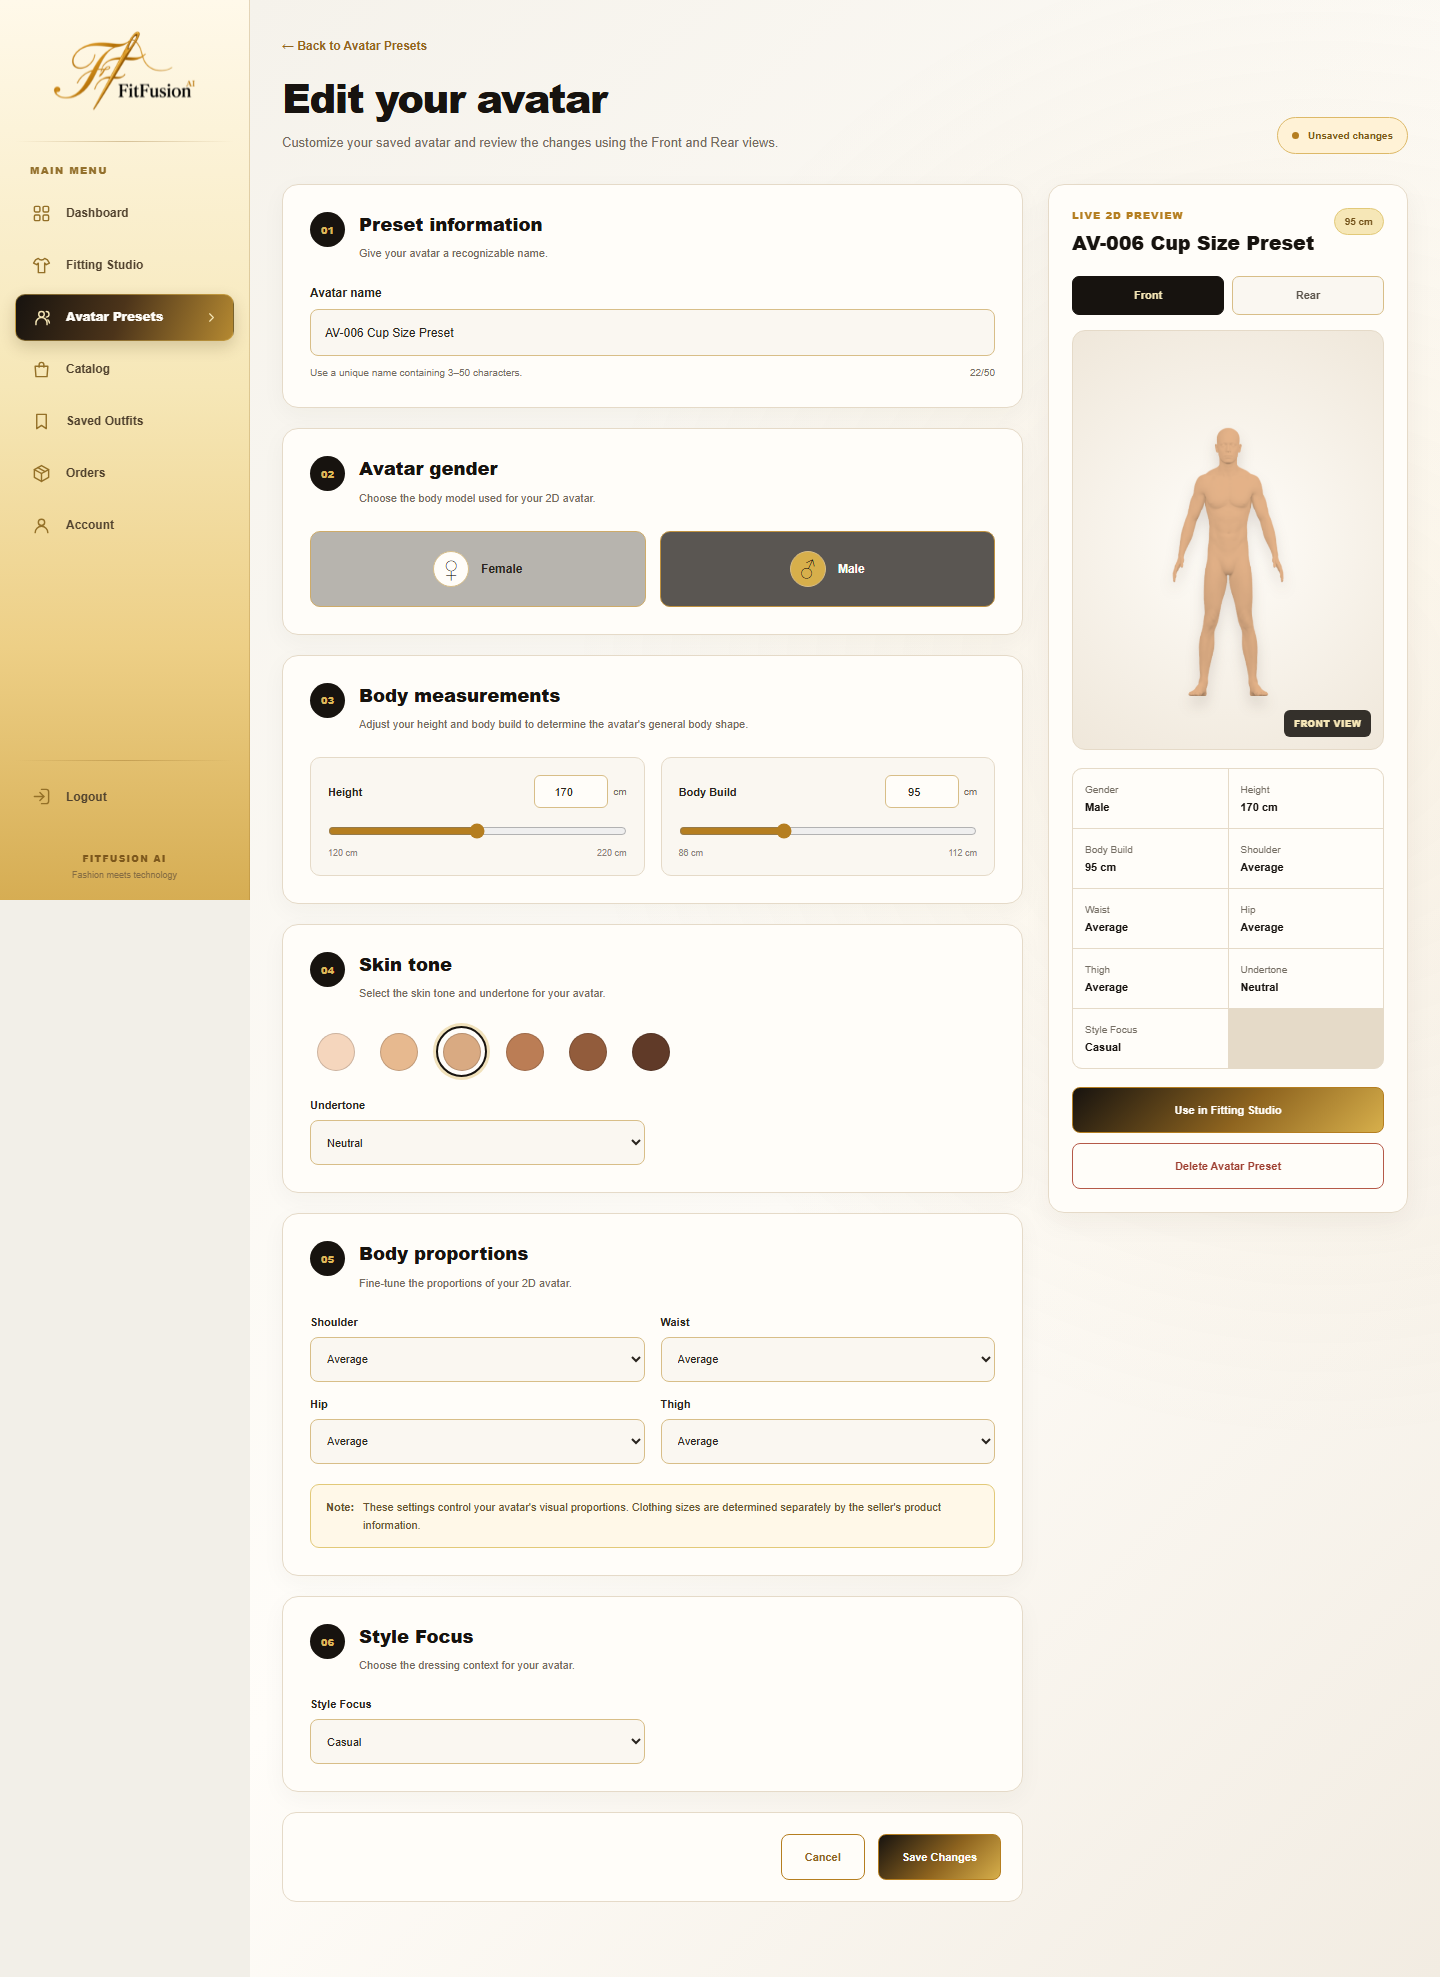 FitFusion AI
MAIN MENU
Dashboard
Fitting Studio
Avatar Presets
Catalog
Saved Outfits
Orders
Account
Logout
FITFUSION AI
Fashion meets technology
← Back to Avatar Presets
Edit your avatar
Customize your saved avatar and review the changes using the Front and Rear views.
Unsaved changes
01
Preset information
Give your avatar a recognizable name.
Avatar name
AV-006 Cup Size Preset
Use a unique name containing 3–50 characters.
22/50
02
Avatar gender
Choose the body model used for your 2D avatar.
Female
Male
03
Body measurements
Adjust your height and body build to determine the avatar's general body shape.
Height
170 cm
120 cm
220 cm
Body Build
95 cm
86 cm
112 cm
04
Skin tone
Select the skin tone and undertone for your avatar.
Undertone
Neutral
05
Body proportions
Fine-tune the proportions of your 2D avatar.
Shoulder
Average
Waist
Average
Hip
Average
Thigh
Average
Note: These settings control your avatar's visual proportions. Clothing sizes are determined separately by the seller's product
information.
06
Style Focus
Choose the dressing context for your avatar.
Style Focus
Casual
Cancel
Save Changes
LIVE 2D PREVIEW
95 cm
AV-006 Cup Size Preset
Front
Rear
FRONT VIEW
Gender
Male
Height
170 cm
Body Build
95 cm
Shoulder
Average
Waist
Average
Hip
Average
Thigh
Average
Undertone
Neutral
Style Focus
Casual
Use in Fitting Studio
Delete Avatar Preset